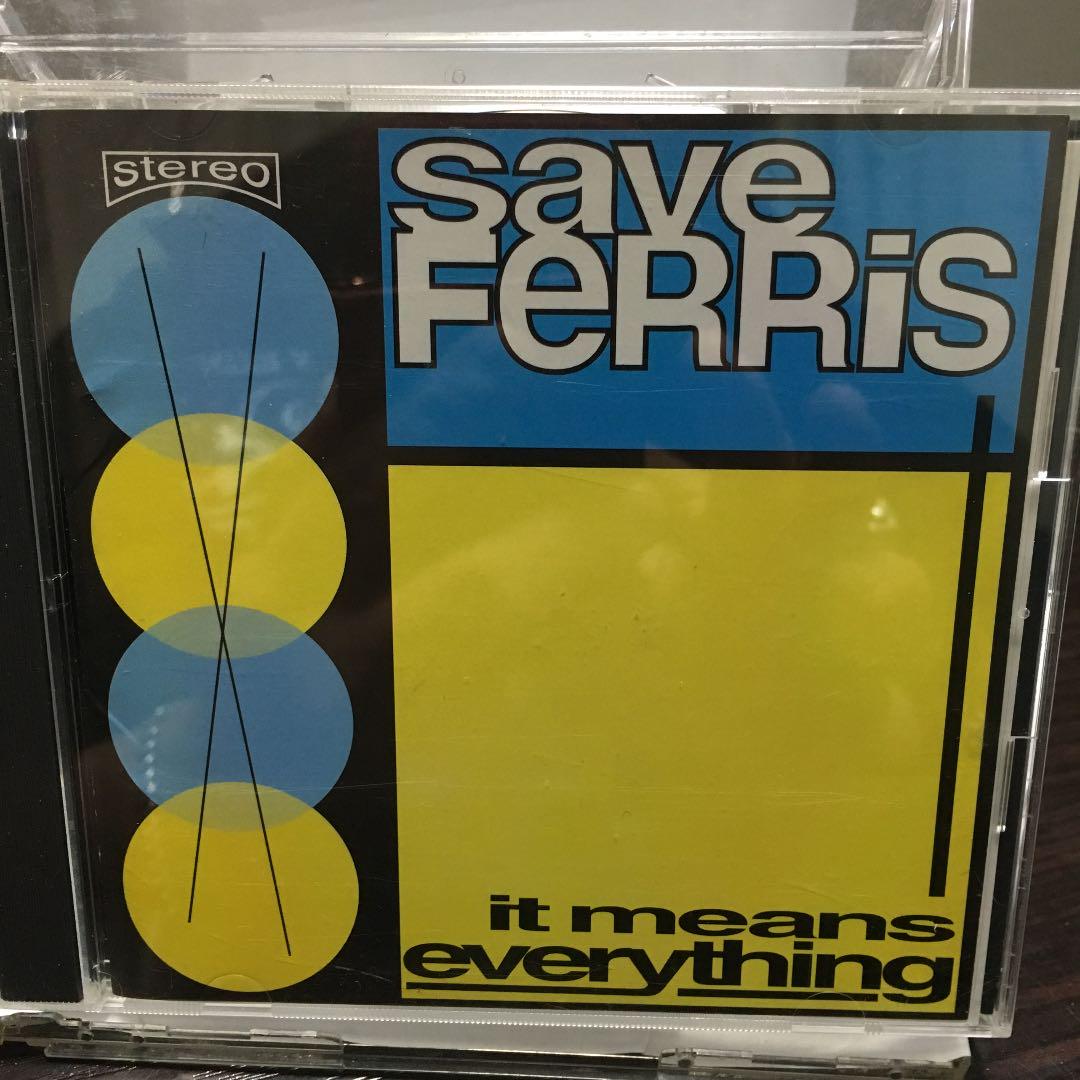 stereo
save
FeRRiS
it means
everything